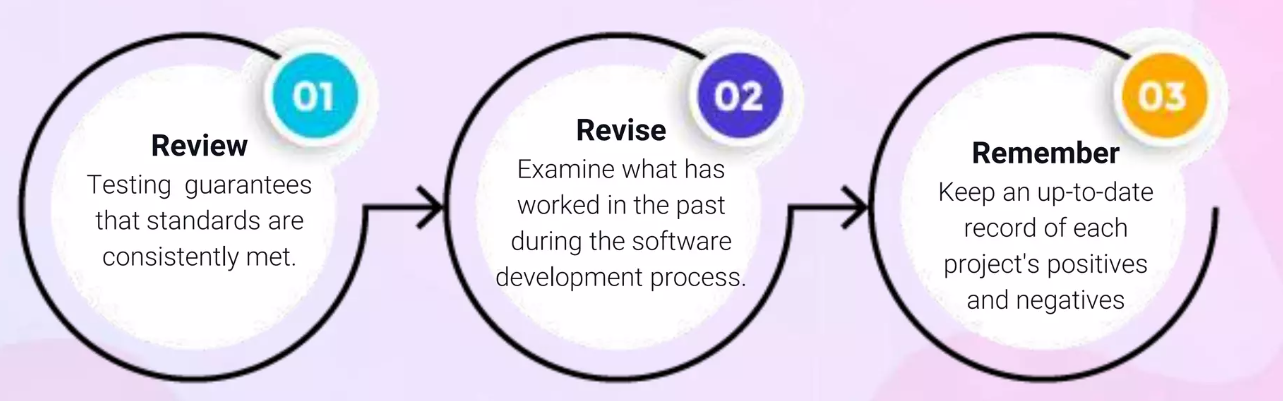 01
Review
Testing guarantees
that standards are
consistently met.
02
Revise
Examine what has
worked in the past
during the software
development process.
03
Remember
Keep an up-to-date
record of each
project's positives
and negatives